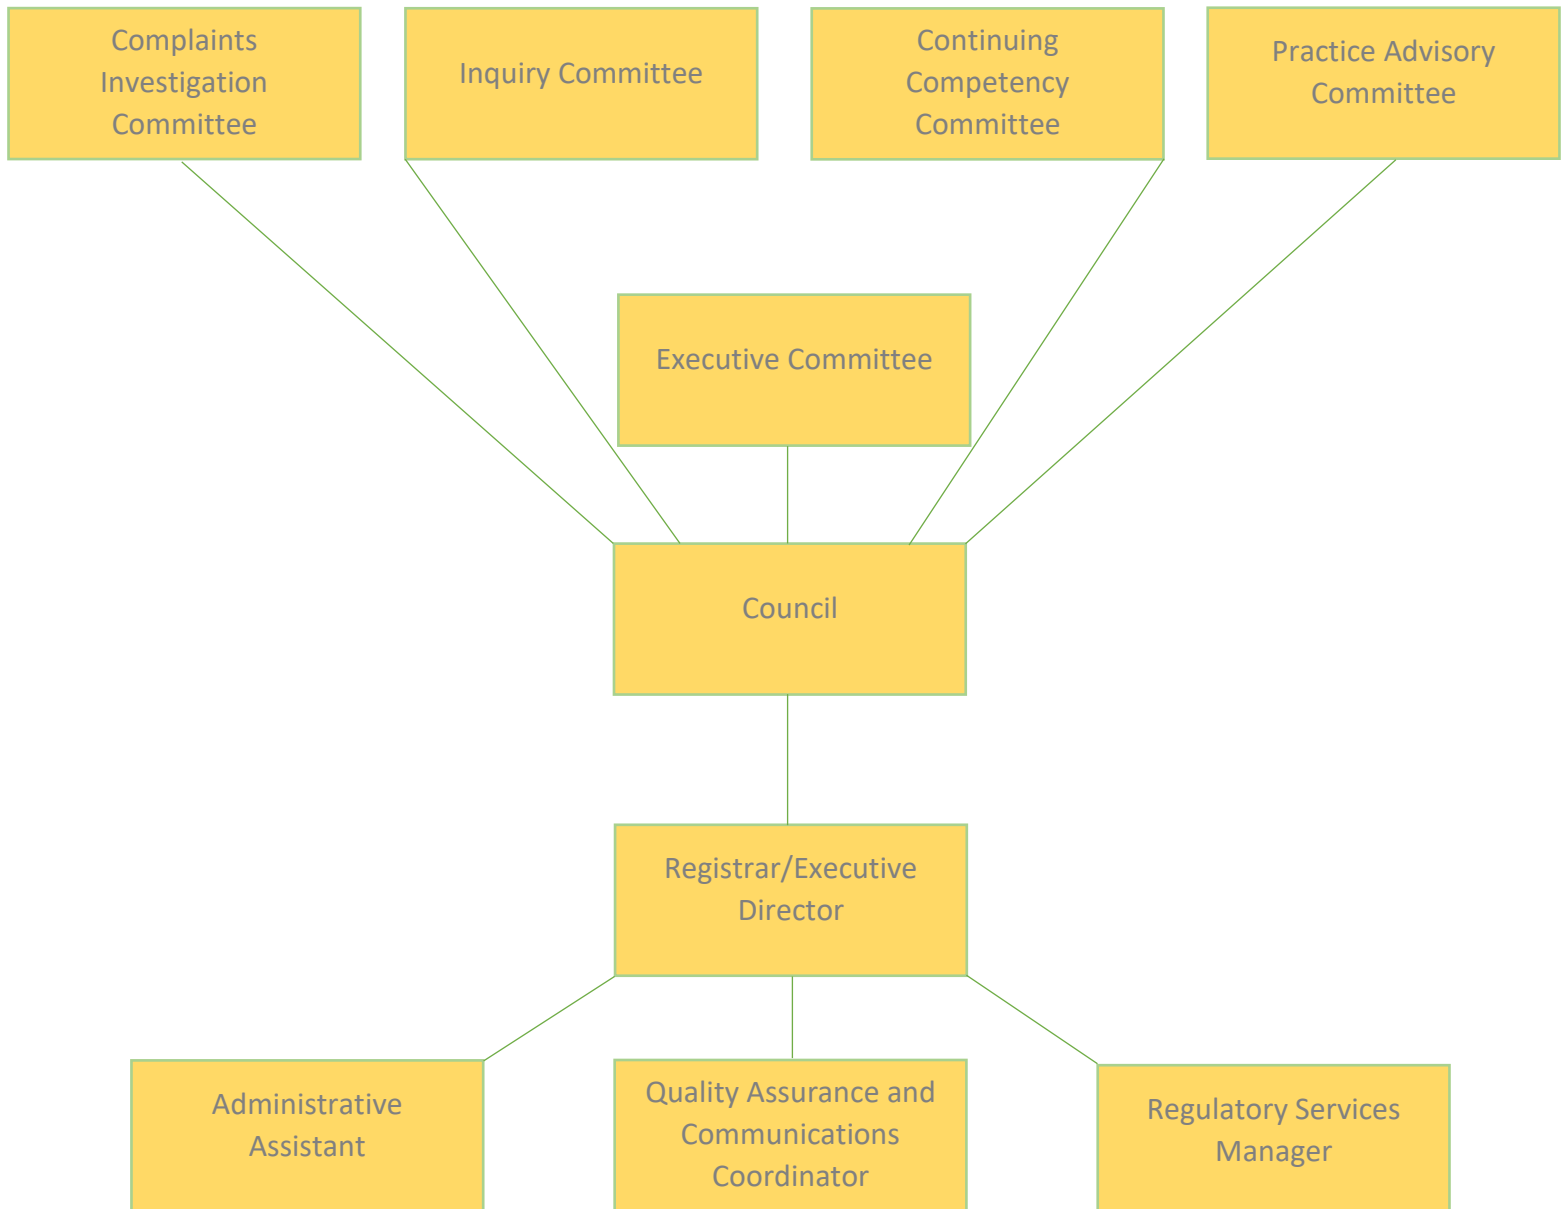 Complaints
Investigation
Committee
Inquiry Committee
Continuing
Competency
Committee
Practice Advisory
Committee
Executive Committee
Council
Registrar/Executive
Director
Administrative
Assistant
Quality Assurance and
Communications
Coordinator
Regulatory Services
Manager